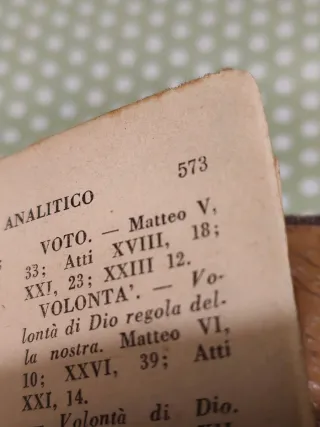 ANALITICO 573
VOTO. — Matteo V,
33; Atti XVIII, 18;
XXI, 23; XXIII 12.
VOLONTA'. — Vo-
lontà di Dio regola del-
la nostra. Matteo VI,
10; XXVI, 39; Atti
XXI, 14.
— Volontà di Dio.